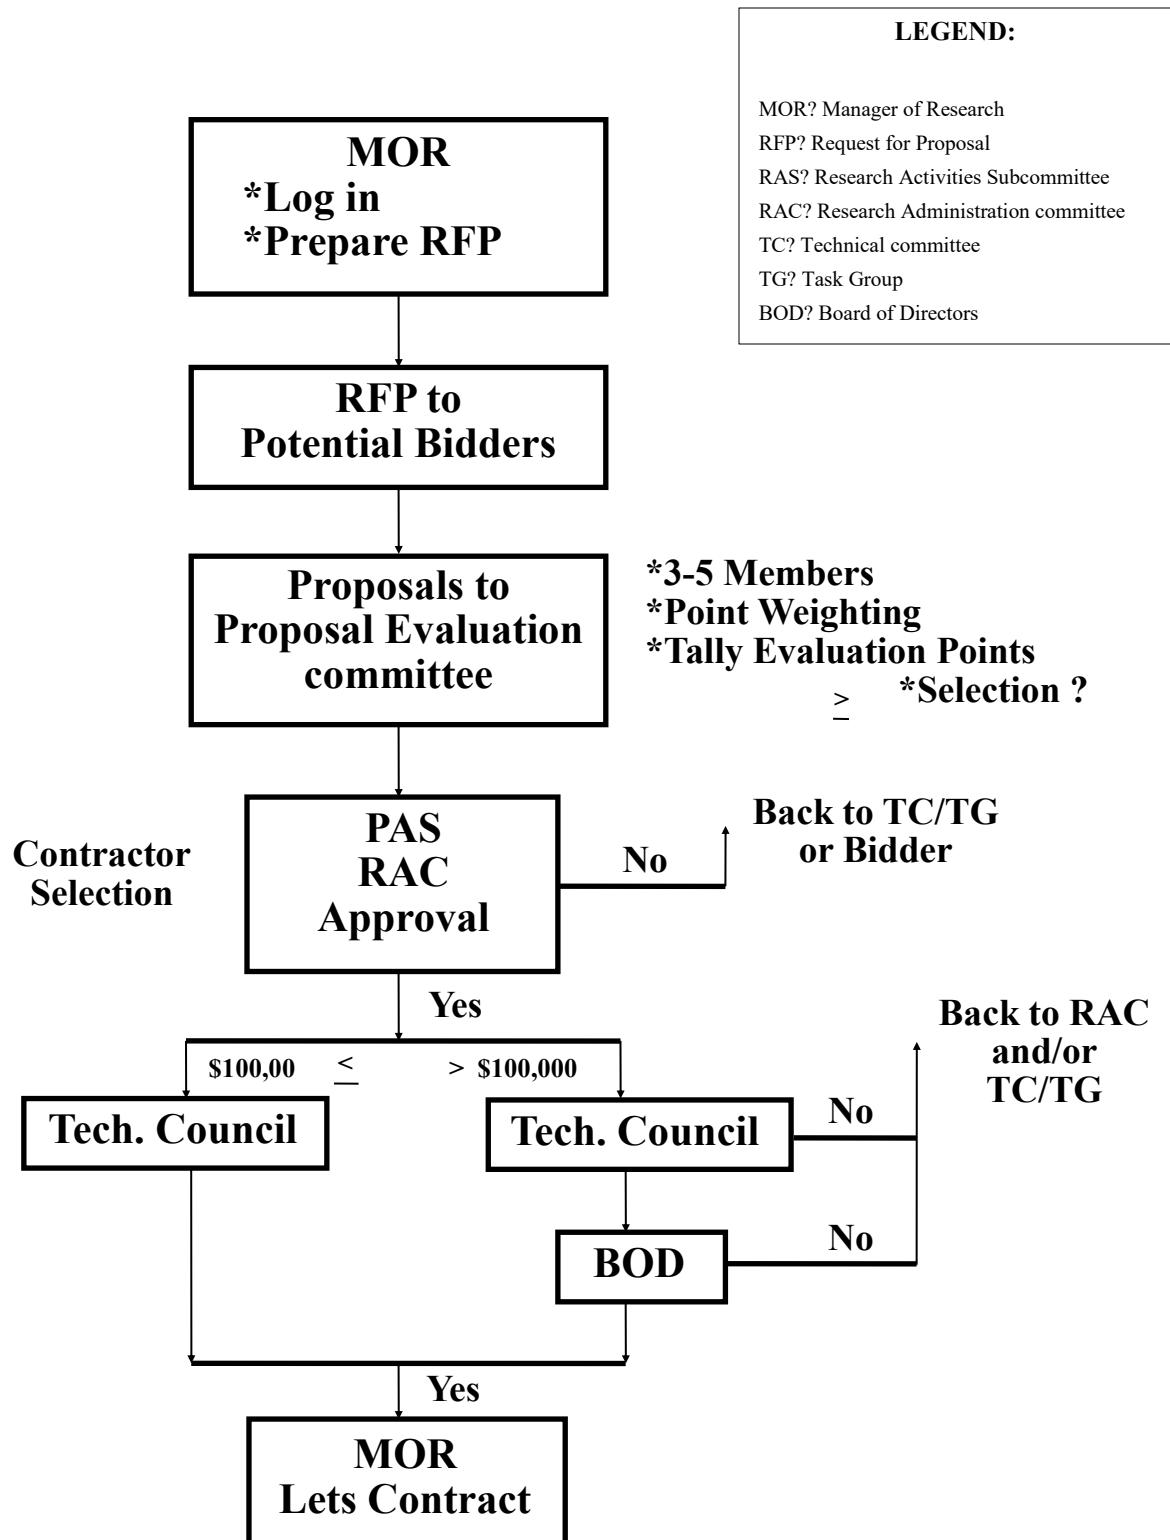 LEGEND:
MOR? Manager of Research
RFP? Request for Proposal
RAS? Research Activities Subcommittee
RAC? Research Administration committee
TC? Technical committee
TG? Task Group
BOD? Board of Directors
MOR
*Log in
*Prepare RFP
RFP to
Potential Bidders
Proposals to
Proposal Evaluation
committee
*3-5 Members
*Point Weighting
*Tally Evaluation Points
≥ *Selection ?
Contractor
Selection
PAS
RAC
Approval
No
Back to TC/TG
or Bidder
Yes
Back to RAC
and/or
TC/TG
$100,00 ≤ > $100,000
Tech. Council
Tech. Council
No
BOD
No
Yes
MOR
Lets Contract